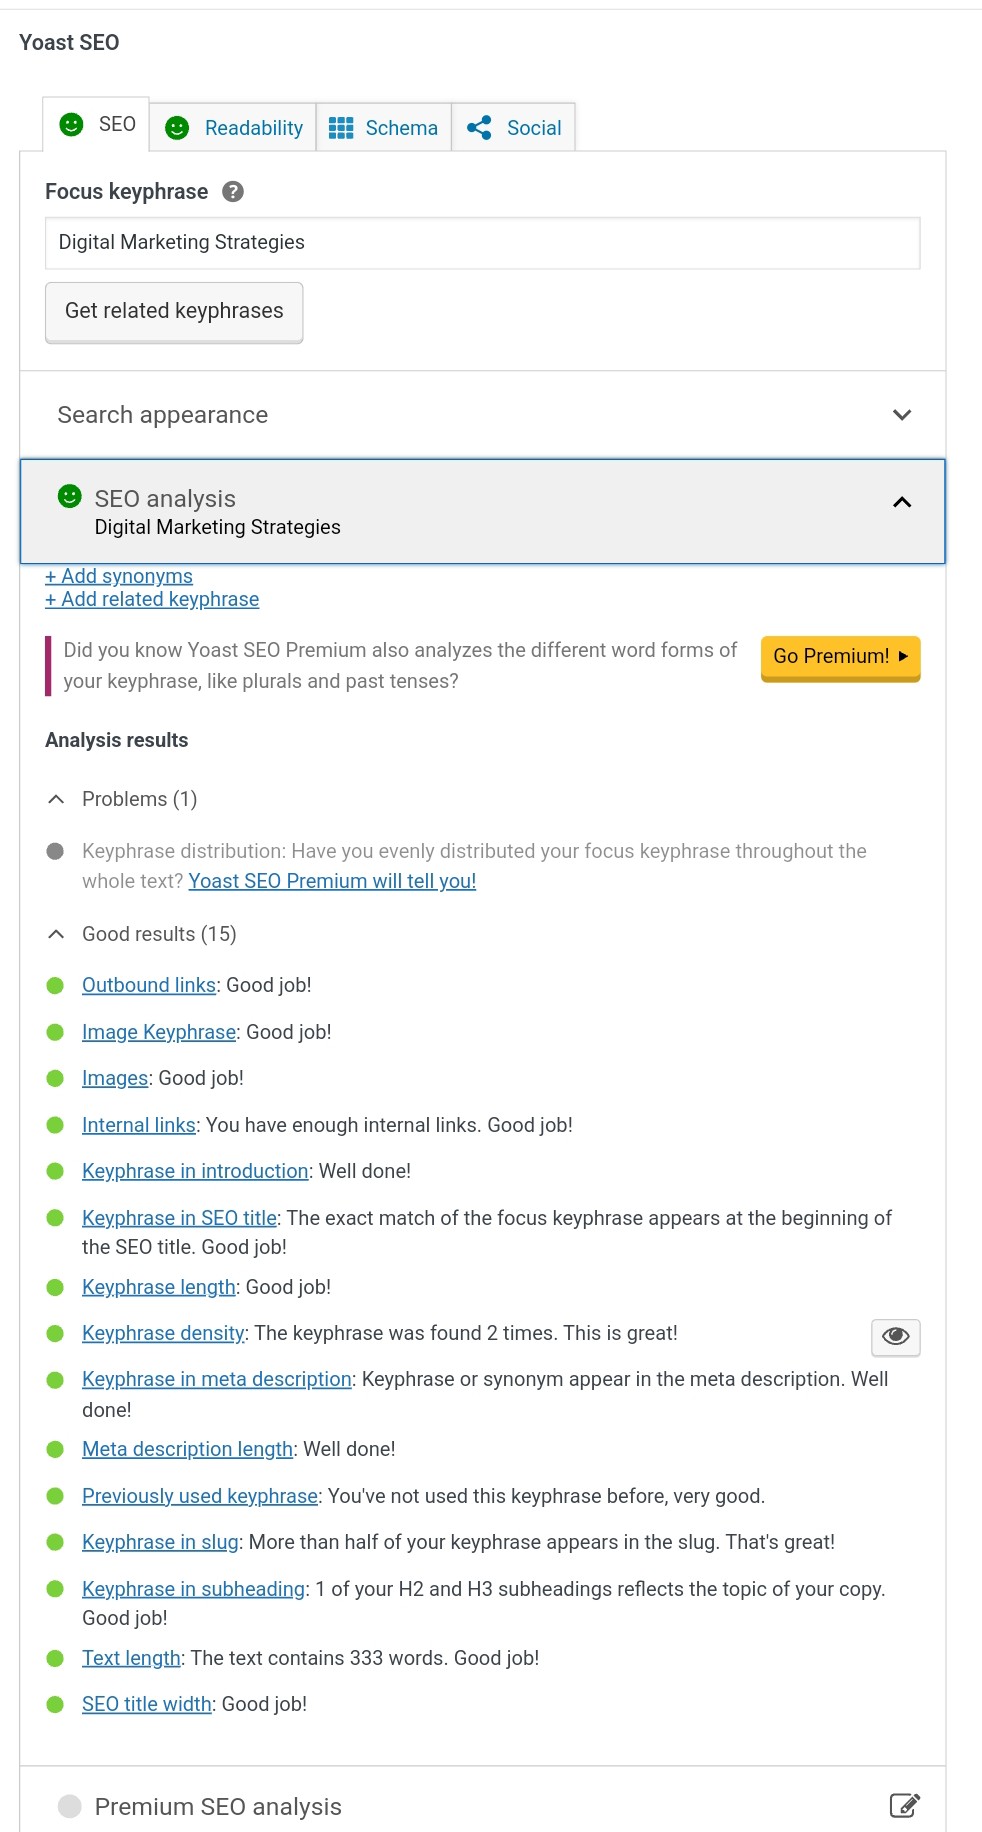 Yoast SEO
SEO
Readability
Schema
Social
Focus keyphrase ?
Digital Marketing Strategies
Get related keyphrases
Search appearance
SEO analysis
Digital Marketing Strategies
+ Add synonyms
+ Add related keyphrase
Did you know Yoast SEO Premium also analyzes the different word forms of
your keyphrase, like plurals and past tenses?
Go Premium!
Analysis results
Problems (1)
Keyphrase distribution: Have you evenly distributed your focus keyphrase throughout the
whole text? Yoast SEO Premium will tell you!
Good results (15)
Outbound links: Good job!
Image Keyphrase: Good job!
Images: Good job!
Internal links: You have enough internal links. Good job!
Keyphrase in introduction: Well done!
Keyphrase in SEO title: The exact match of the focus keyphrase appears at the beginning of
the SEO title. Good job!
Keyphrase length: Good job!
Keyphrase density: The keyphrase was found 2 times. This is great!
Keyphrase in meta description: Keyphrase or synonym appear in the meta description. Well
done!
Meta description length: Well done!
Previously used keyphrase: You've not used this keyphrase before, very good.
Keyphrase in slug: More than half of your keyphrase appears in the slug. That's great!
Keyphrase in subheading: 1 of your H2 and H3 subheadings reflects the topic of your copy.
Good job!
Text length: The text contains 333 words. Good job!
SEO title width: Good job!
Premium SEO analysis